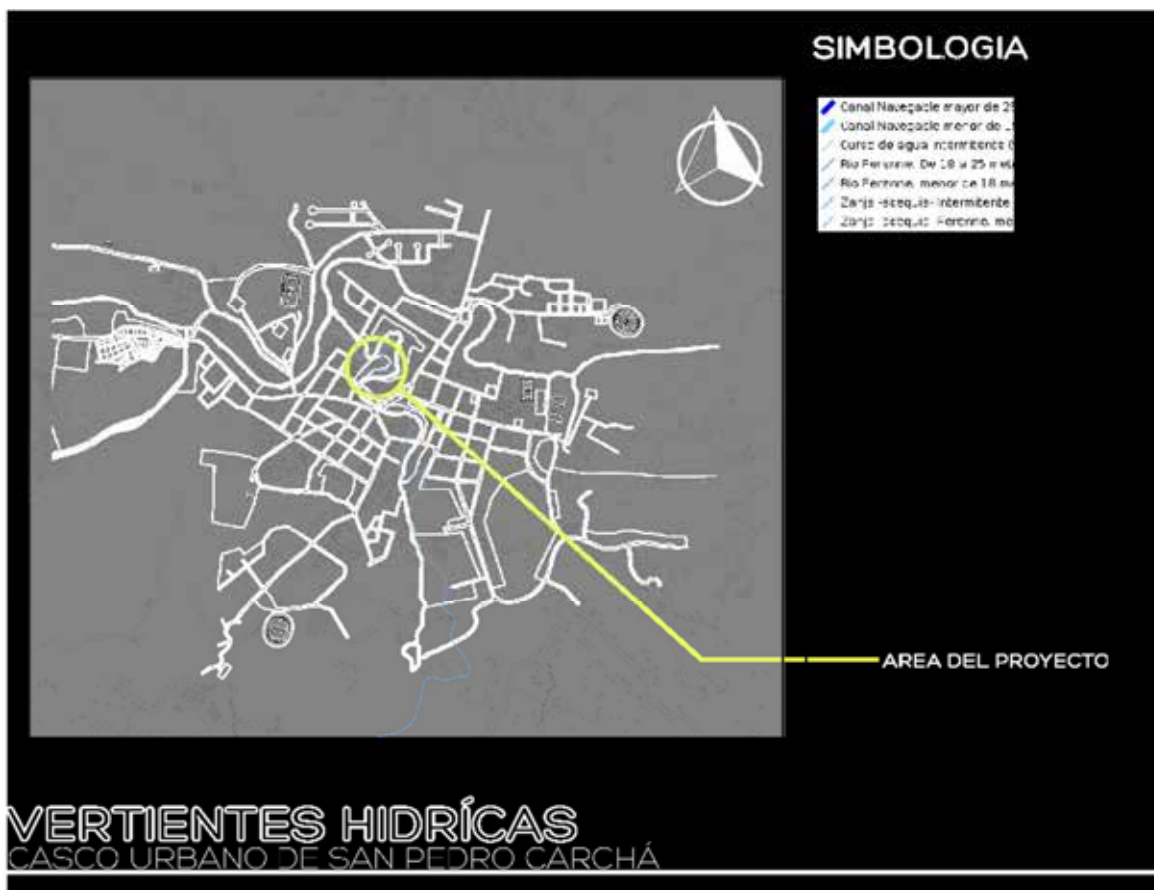 SIMBOLOGIA
Canal Navegable mayor de 25
Canal Navegable menor de
Curso de agua Intermitente
Rio Perenne. De 18 a 25
Rio Perenne, menor de 18
Zanja -acequia- Intermitente
Zanja -acequia- Perenne,
AREA DEL PROYECTO
VERTIENTES HIDRÍCAS
CASCO URBANO DE SAN PEDRO CARCHÁ